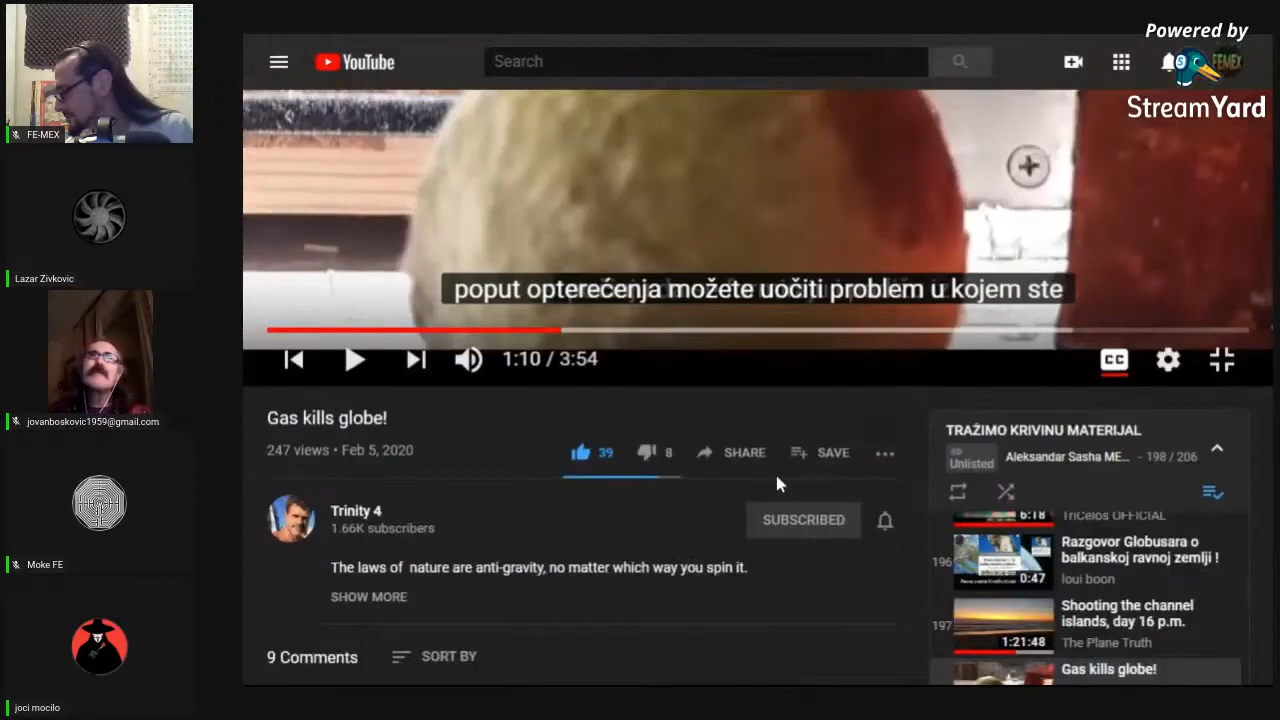 Powered by
StreamYard
FE-MEX
Lazar Zivkovic
jovanboskovic1959@gmail.com
Moke FE
joci mocilo
YouTube
Search
FEMEX
poput opterećenja možete uočiti problem u kojem ste
1:10 / 3:54
CC
Gas kills globe!
247 views • Feb 5, 2020
39
8
SHARE
SAVE
Trinity 4
1.66K subscribers
SUBSCRIBED
The laws of nature are anti-gravity, no matter which way you spin it.
SHOW MORE
9 Comments
SORT BY
TRAŽIMO KRIVINU MATERIJAL
Unlisted
Aleksandar Sasha ME... - 198 / 206
6:18
TriCelos OFFICIAL
196
Razgovor Globusara o
balkanskoj ravnoj zemlji !
0:47
loui boon
197
Shooting the channel
islands, day 16 p.m.
1:21:48
The Plane Truth
Gas kills globe!